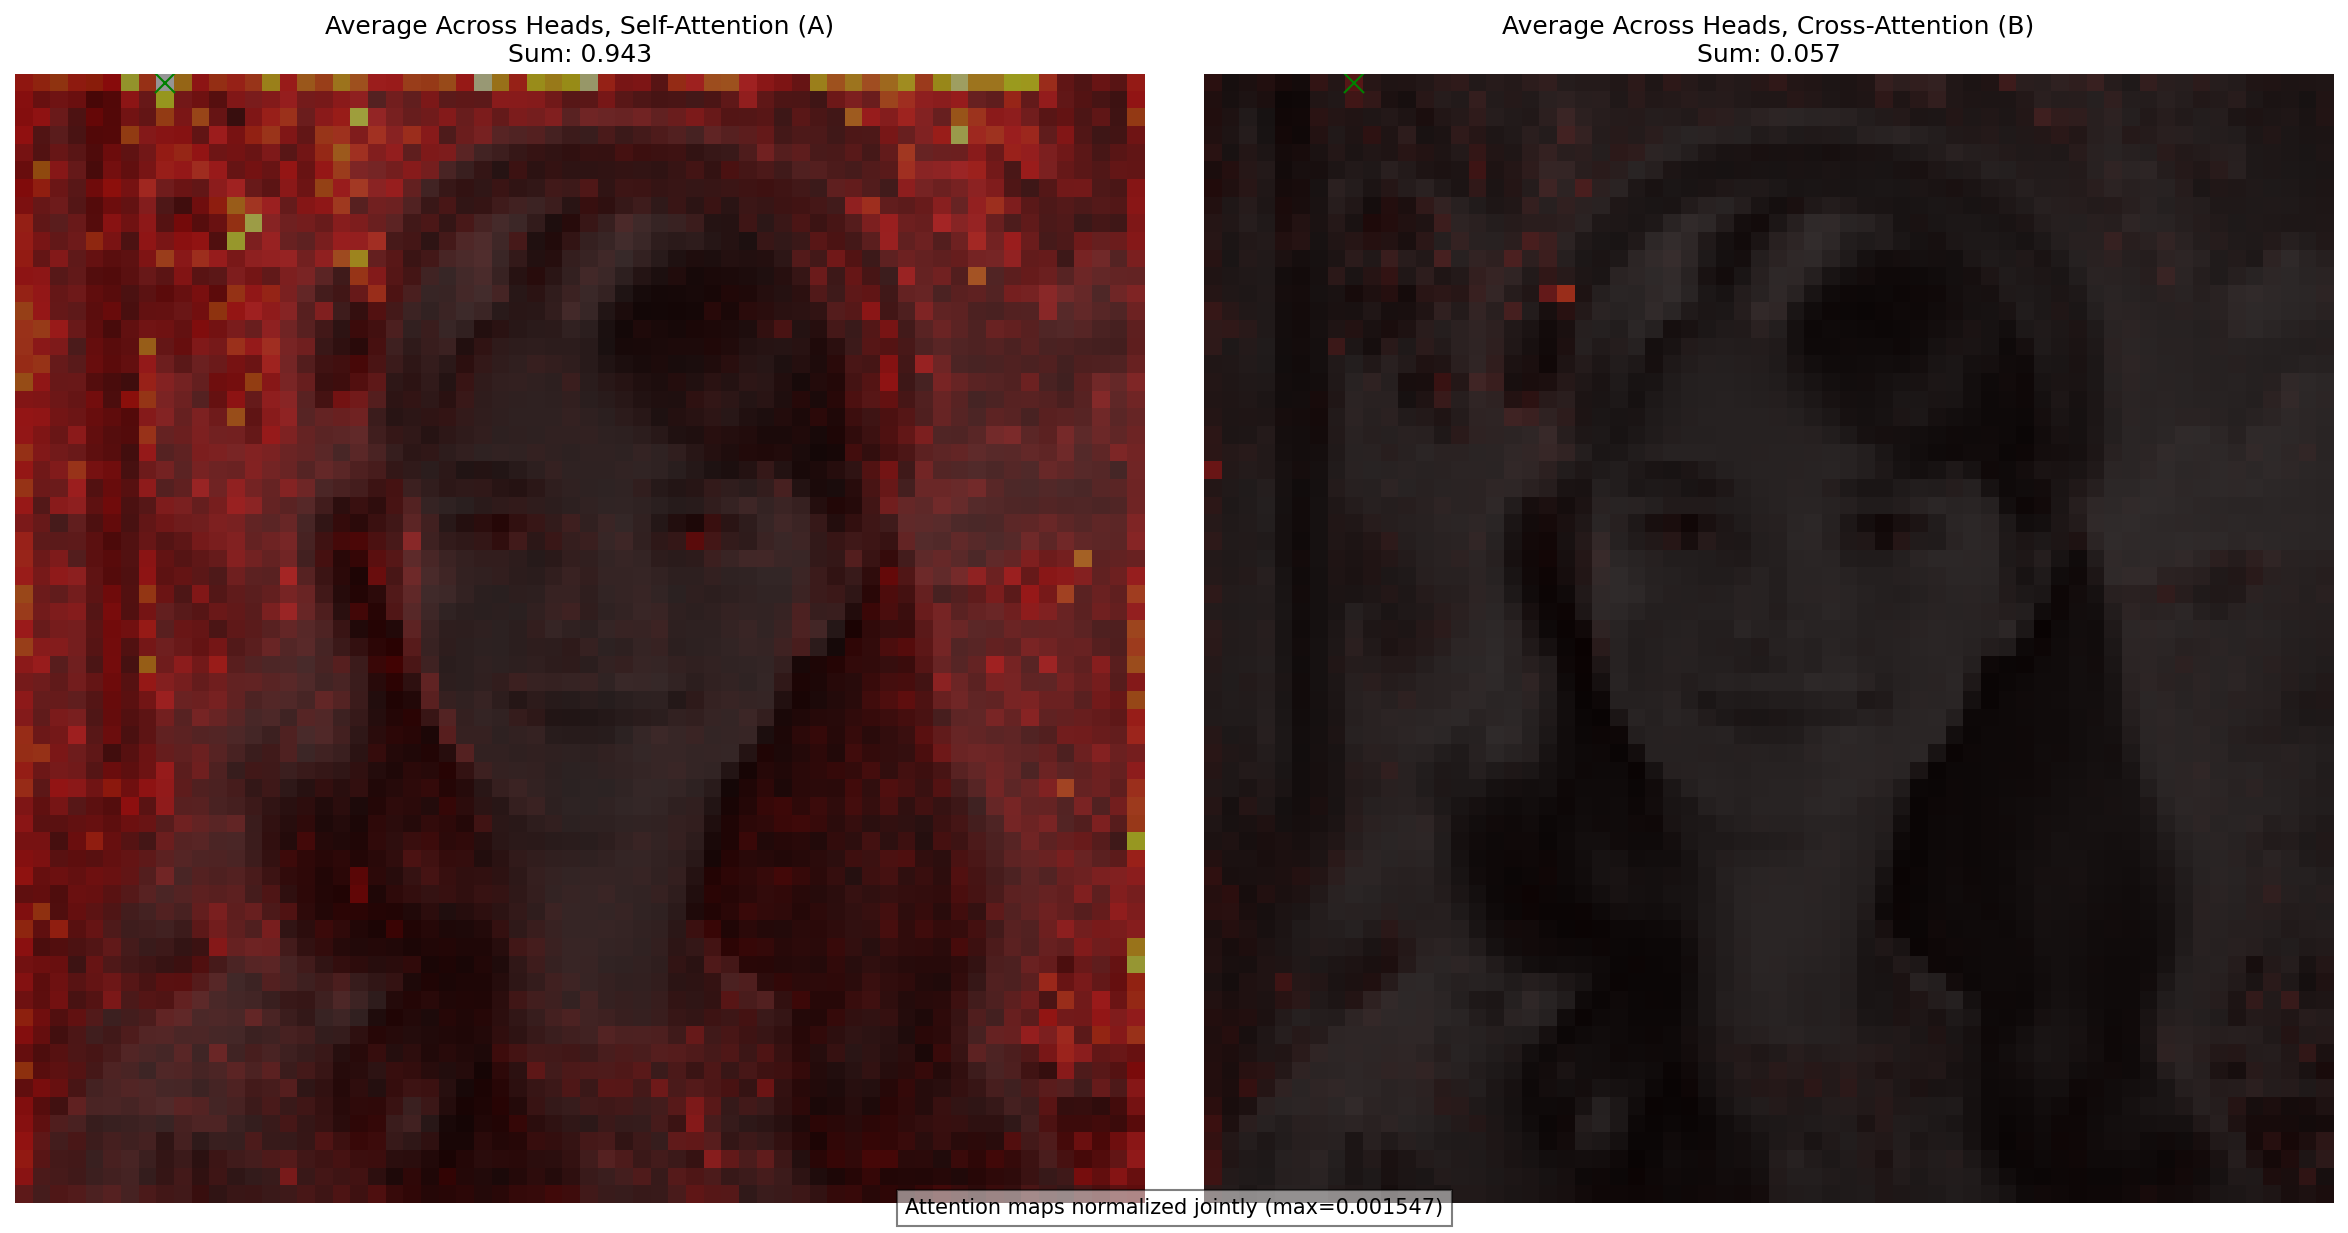 Average Across Heads, Self-Attention (A)
Sum: 0.943
Average Across Heads, Cross-Attention (B)
Sum: 0.057
Attention maps normalized jointly (max=0.001547)